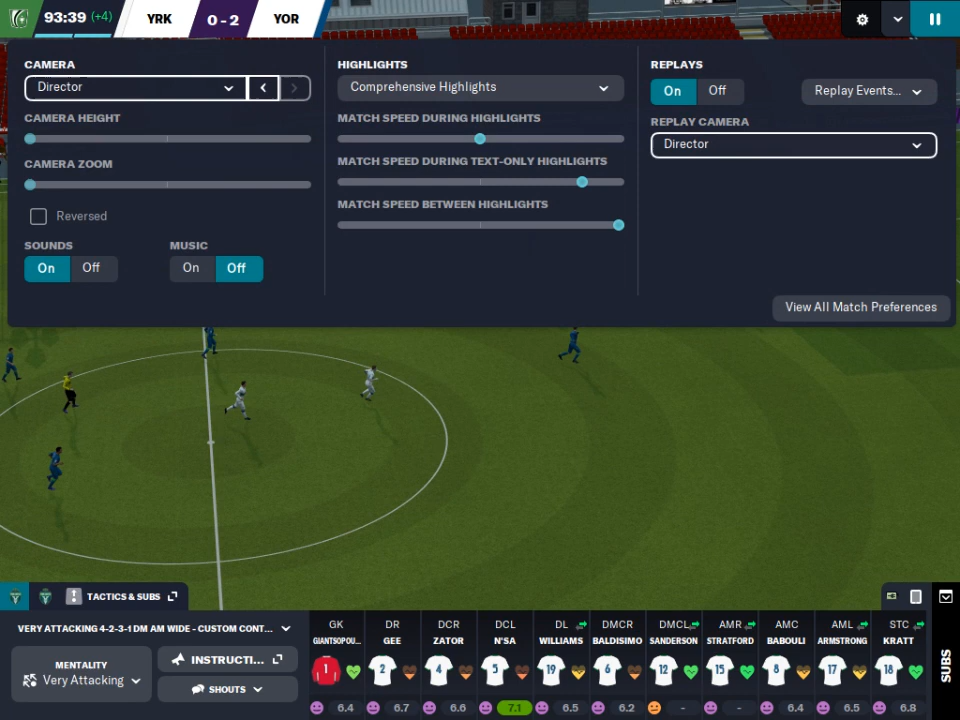 93:39 (+4) YRK 0 - 2 YOR
CAMERA
Director
CAMERA HEIGHT
CAMERA ZOOM
Reversed
SOUNDS MUSIC
On Off On Off
HIGHLIGHTS
Comprehensive Highlights
MATCH SPEED DURING HIGHLIGHTS
MATCH SPEED DURING TEXT-ONLY HIGHLIGHTS
MATCH SPEED BETWEEN HIGHLIGHTS
REPLAYS
On Off Replay Events...
REPLAY CAMERA
Director
View All Match Preferences
TACTICS & SUBS
VERY ATTACKING 4-2-3-1 DM AM WIDE - CUSTOM CONT...
MENTALITY
Very Attacking
INSTRUCTI...
SHOUTS
GK DR DCR DCL DL DMCR DMCL AMR AMC AML STC
GIANTSOPOU... GEE ZATOR N'SA WILLIAMS BALDISIMO SANDERSON STRATFORD BABOULI ARMSTRONG KRATT
1 2 4 5 19 6 12 15 8 17 18
6.4 6.7 6.6 7.1 6.5 6.2 - - 6.4 6.5 6.8
SUBS